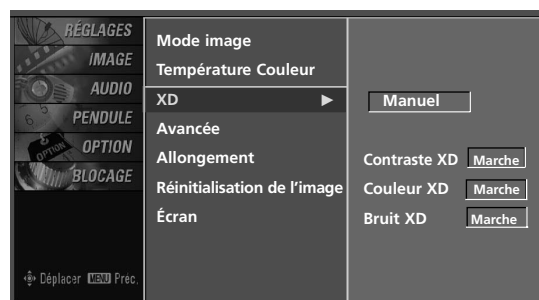 RÉGLAGES
IMAGE
AUDIO
PENDULE
OPTION
BLOCAGE
Déplacer MENU Préc.
Mode image
Température Couleur
XD ▶
Avancée
Allongement
Réinitialisation de l'image
Écran
Manuel
Contraste XD Marche
Couleur XD Marche
Bruit XD Marche